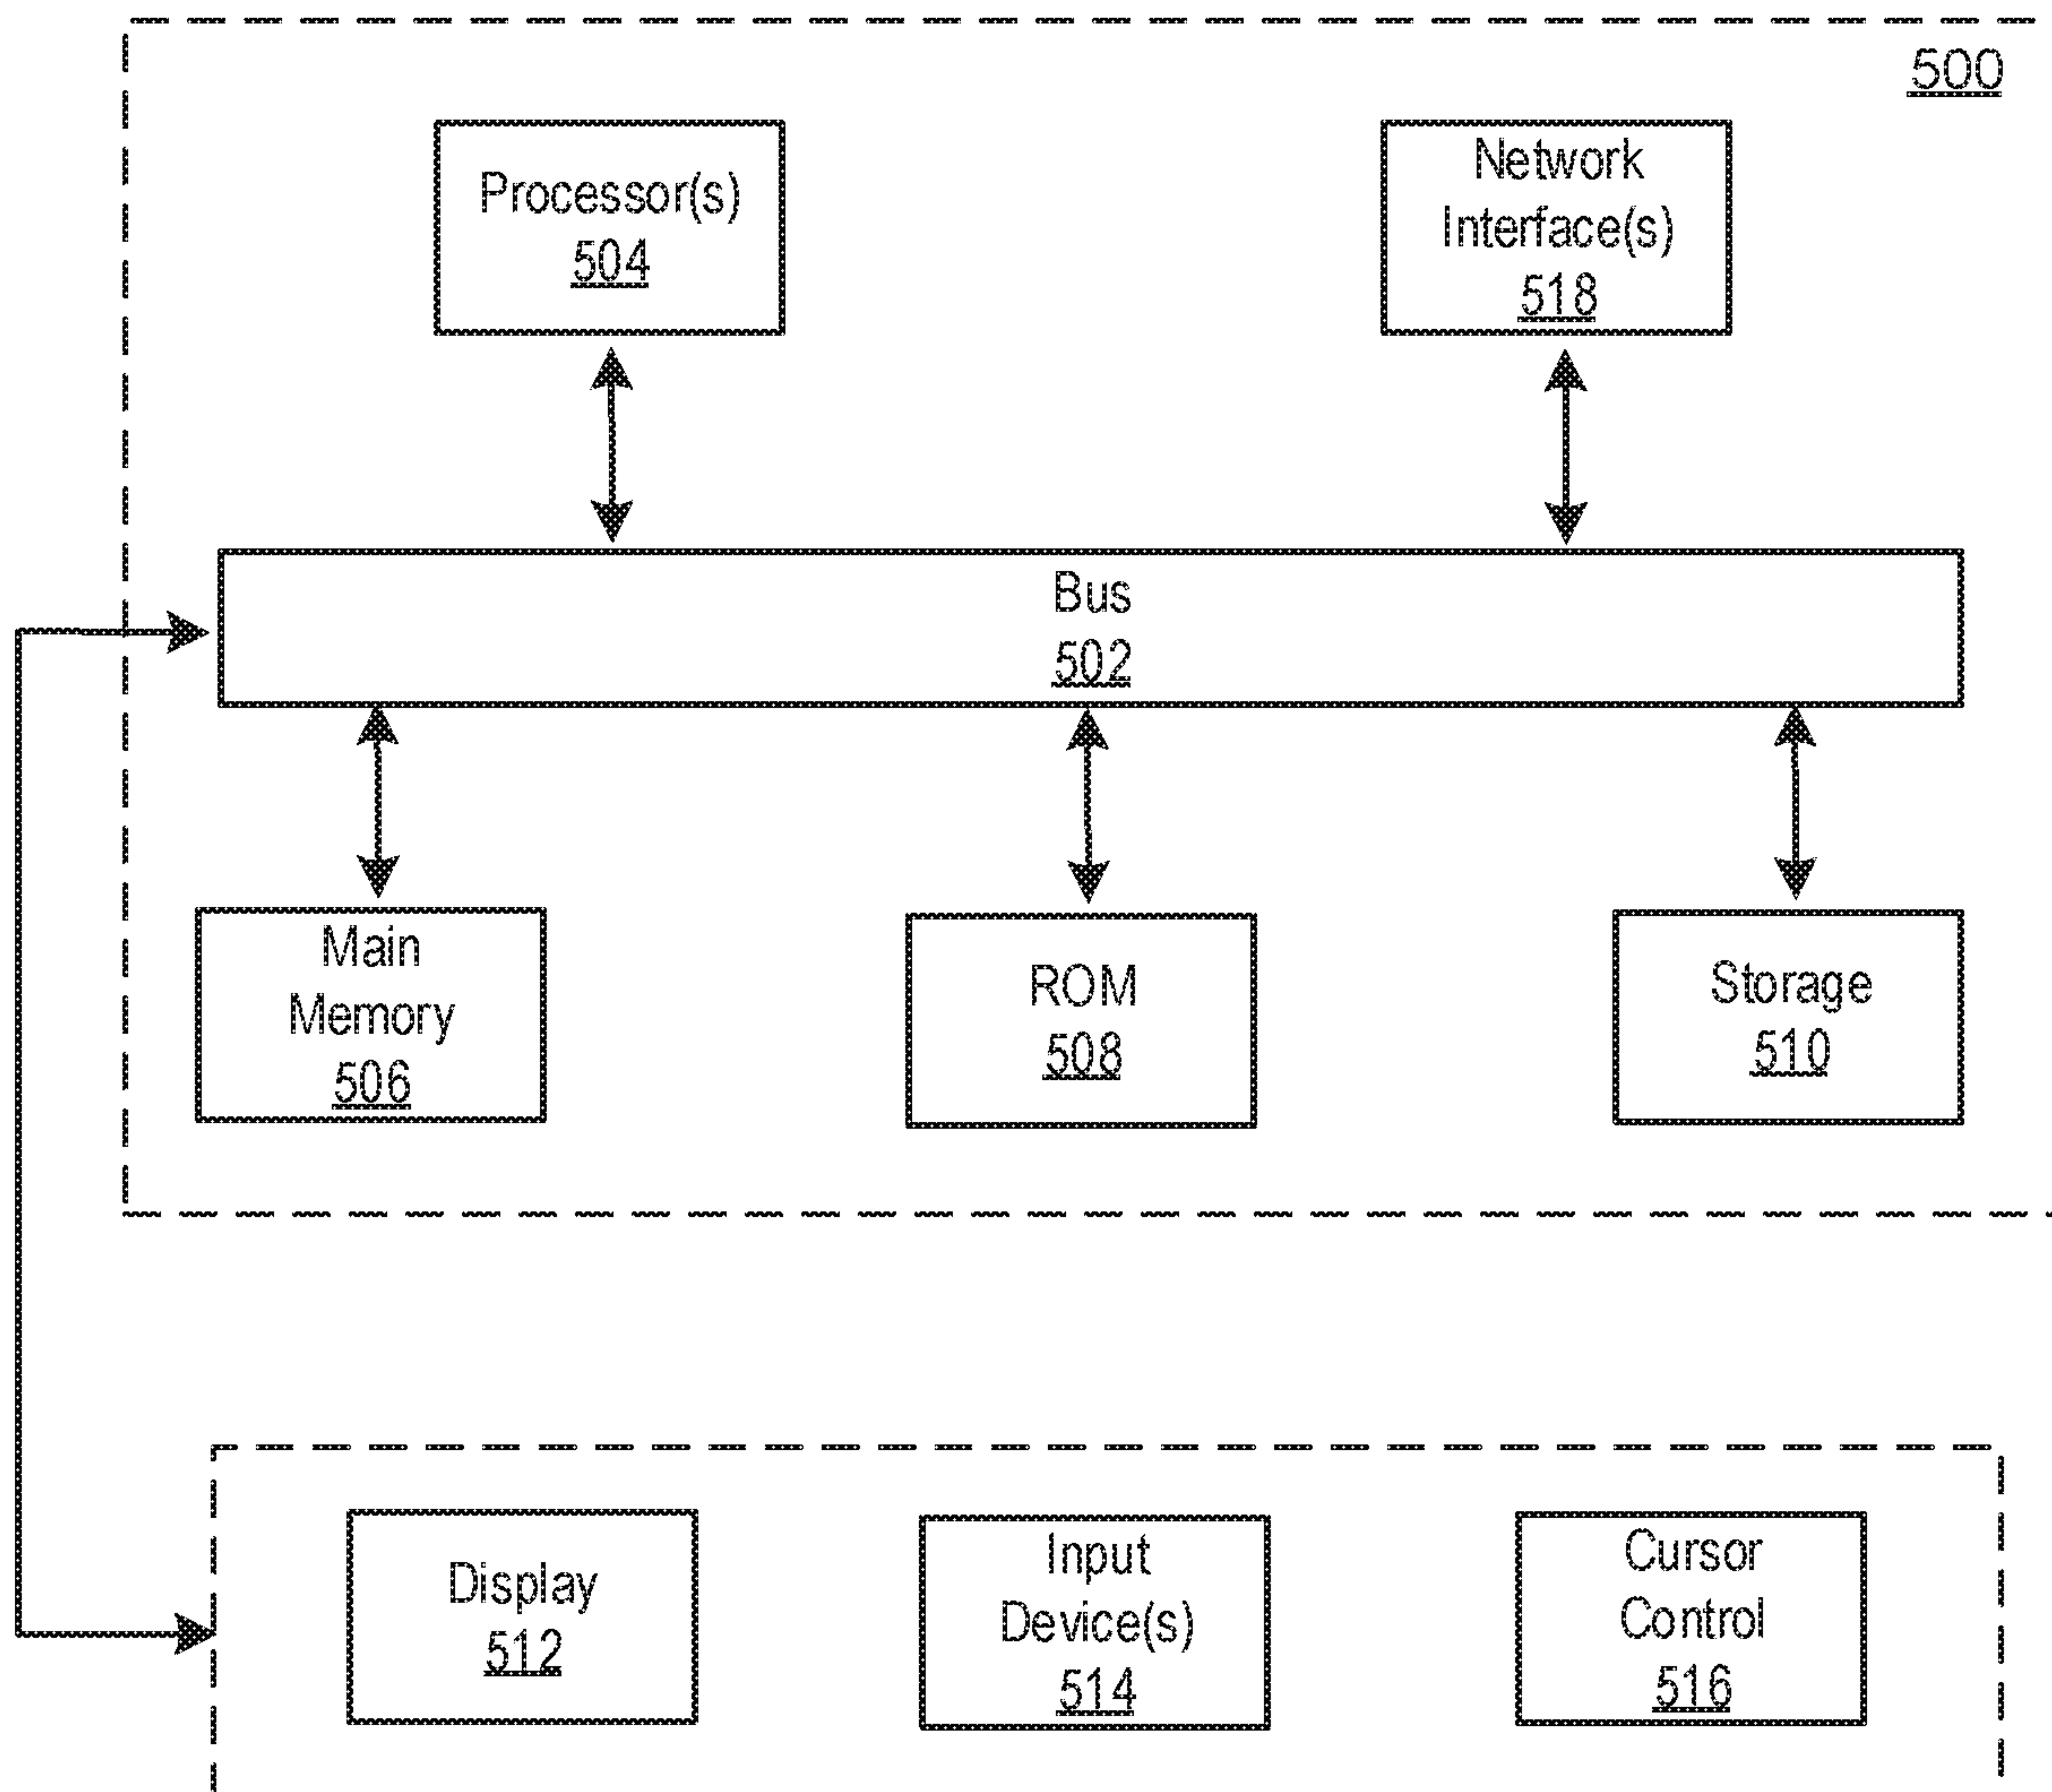 500
Processor(s)
504
Network
Interface(s)
518
Bus
502
Main
Memory
506
ROM
508
Storage
510
Display
512
Input
Device(s)
514
Cursor
Control
516